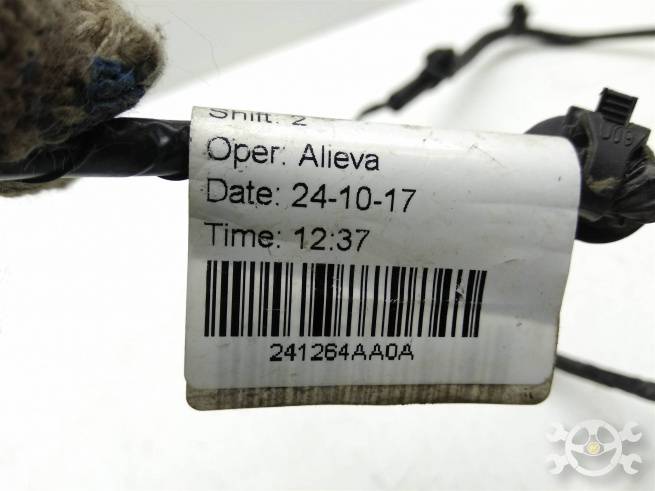 Shift: 2
Oper: Alieva
Date: 24-10-17
Time: 12:37
241264AA0A